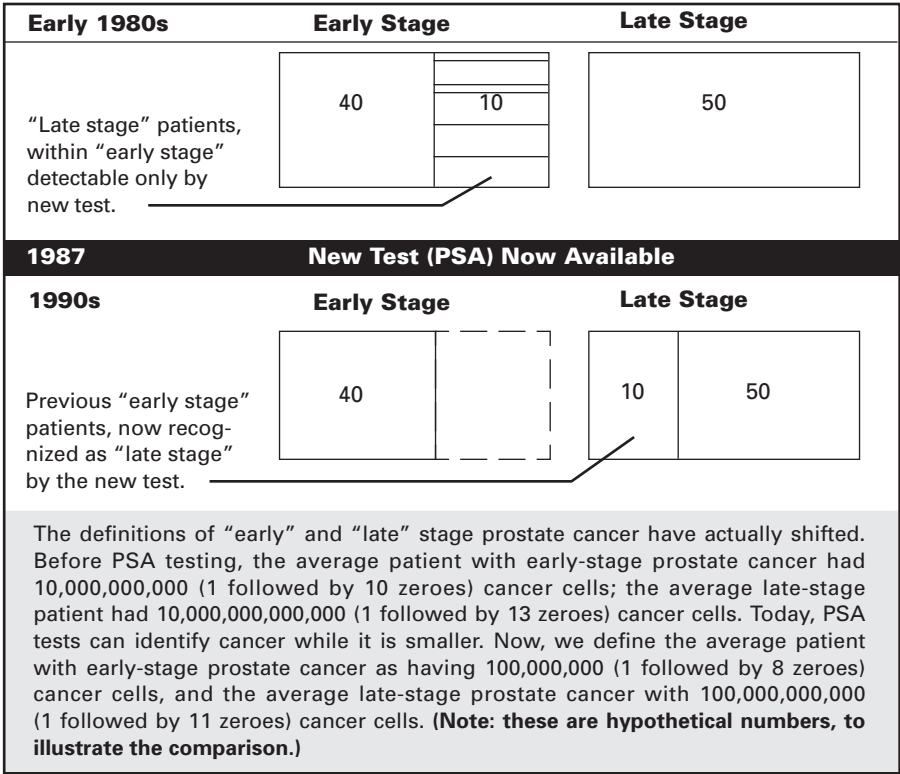 Early 1980s Early Stage Late Stage
40 10 50
“Late stage” patients,
within “early stage”
detectable only by
new test.
1987 New Test (PSA) Now Available
1990s Early Stage Late Stage
40 10 50
Previous “early stage”
patients, now recog-
nized as “late stage”
by the new test.
The definitions of “early” and “late” stage prostate cancer have actually shifted.
Before PSA testing, the average patient with early-stage prostate cancer had
10,000,000,000 (1 followed by 10 zeroes) cancer cells; the average late-stage
patient had 10,000,000,000,000 (1 followed by 13 zeroes) cancer cells. Today, PSA
tests can identify cancer while it is smaller. Now, we define the average patient
with early-stage prostate cancer as having 100,000,000 (1 followed by 8 zeroes)
cancer cells, and the average late-stage prostate cancer with 100,000,000,000
(1 followed by 11 zeroes) cancer cells. (Note: these are hypothetical numbers, to
illustrate the comparison.)